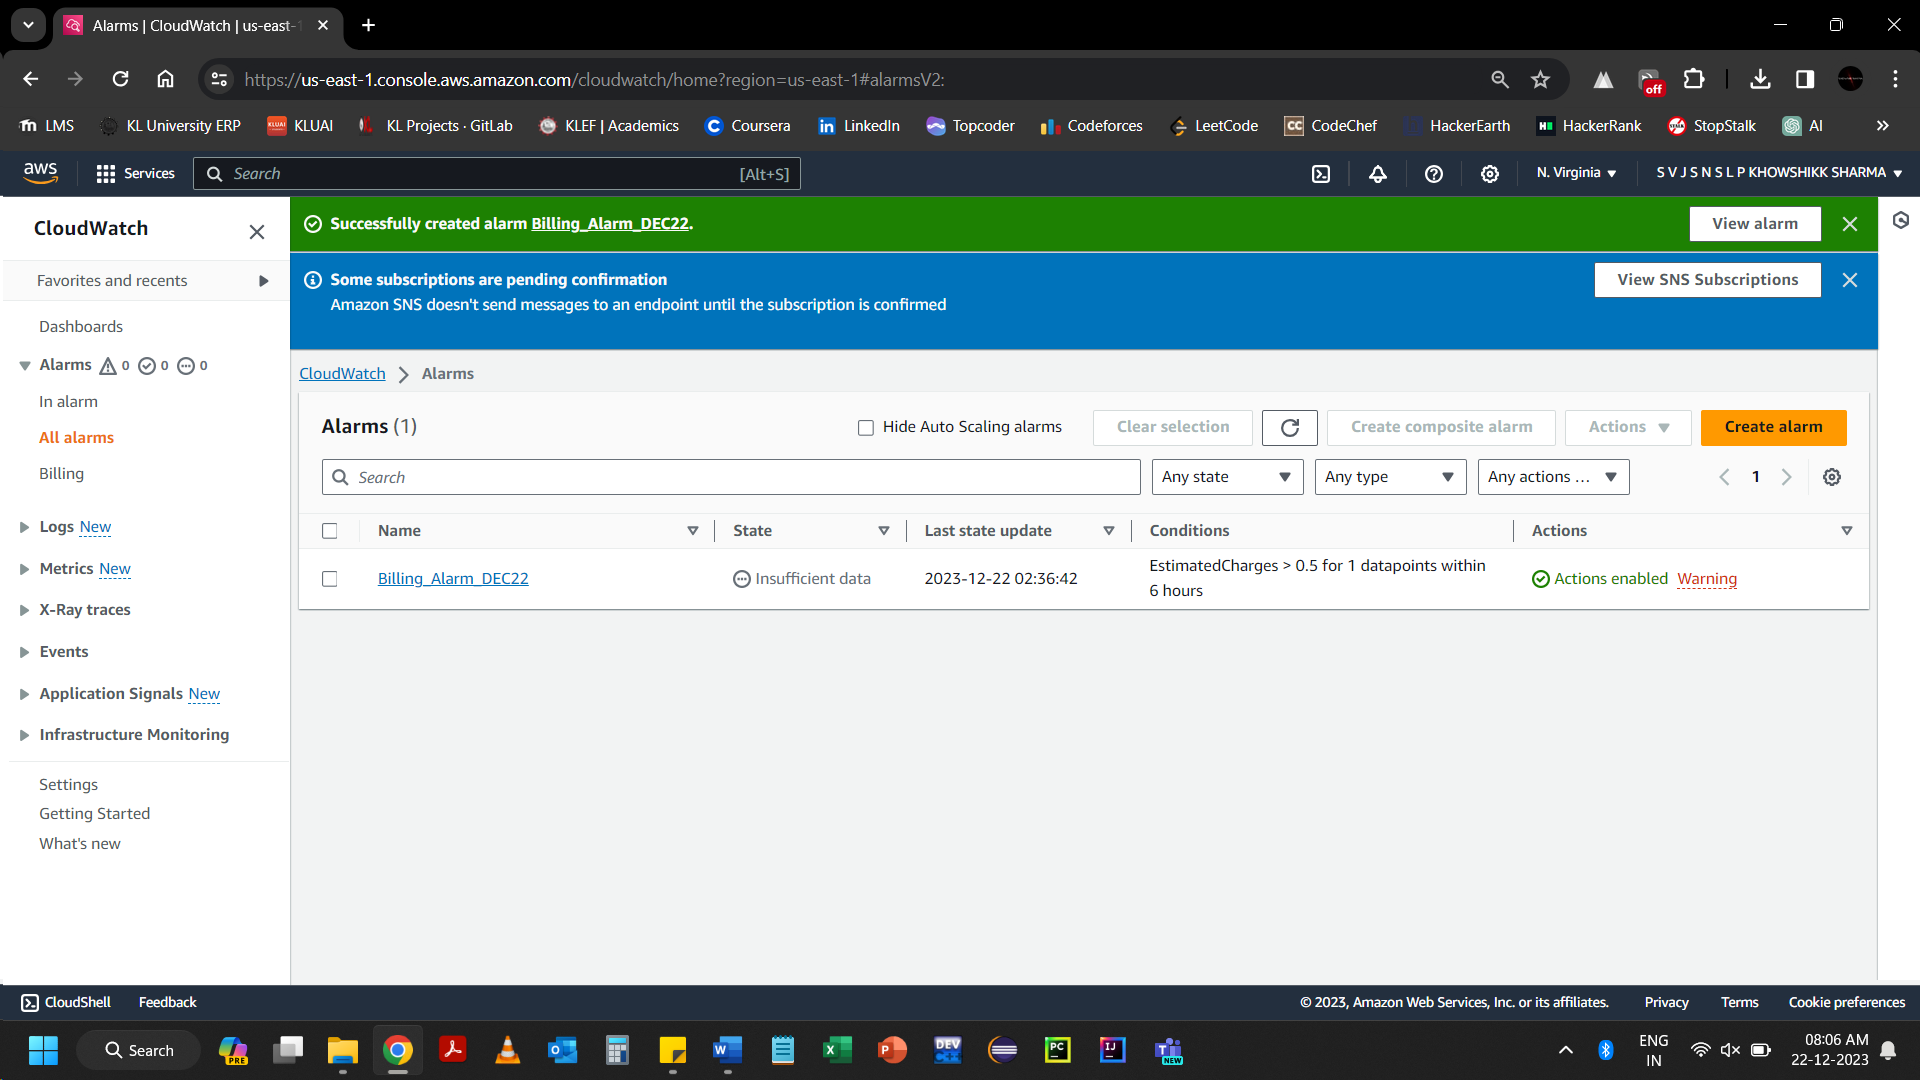 Alarms | CloudWatch | us-east-1
https://us-east-1.console.aws.amazon.com/cloudwatch/home?region=us-east-1#alarmsV2:
off
LMS
KL University ERP
KLUAI
KL Projects · GitLab
KLEF | Academics
Coursera
LinkedIn
Topcoder
Codeforces
LeetCode
CodeChef
HackerEarth
HackerRank
StopStalk
AI
aws
Services
Search
[Alt+S]
N. Virginia
S V J S N S L P KHOWSHIKK SHARMA
CloudWatch
Favorites and recents
Dashboards
Alarms 0 0 0
In alarm
All alarms
Billing
Logs New
Metrics New
X-Ray traces
Events
Application Signals New
Infrastructure Monitoring
Settings
Getting Started
What's new
Successfully created alarm Billing_Alarm_DEC22.
View alarm
Some subscriptions are pending confirmation
Amazon SNS doesn't send messages to an endpoint until the subscription is confirmed
View SNS Subscriptions
CloudWatch
Alarms
Alarms (1)
Hide Auto Scaling alarms
Clear selection
Create composite alarm
Actions
Create alarm
Search
Any state
Any type
Any actions ...
1
Name
State
Last state update
Conditions
Actions
Billing_Alarm_DEC22
Insufficient data
2023-12-22 02:36:42
EstimatedCharges > 0.5 for 1 datapoints within
6 hours
Actions enabled
Warning
CloudShell
Feedback
© 2023, Amazon Web Services, Inc. or its affiliates.
Privacy
Terms
Cookie preferences
Search
PRE
DEV
C++
PC
IJ
NEW
ENG
IN
08:06 AM
22-12-2023